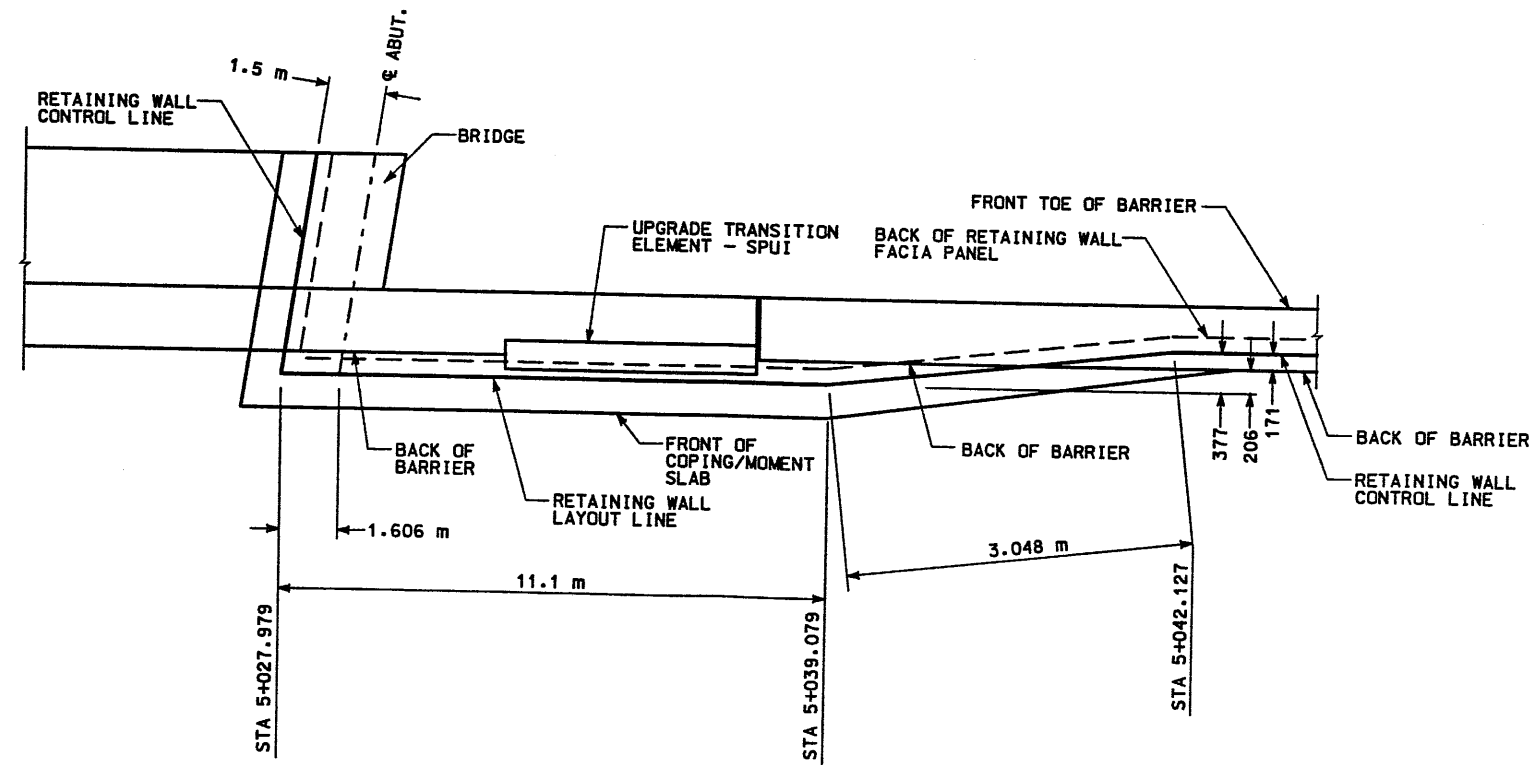 ℄ ABUT.
1.5 m
RETAINING WALL
CONTROL LINE
BRIDGE
UPGRADE TRANSITION
ELEMENT - SPUI
FRONT TOE OF BARRIER
BACK OF RETAINING WALL
FACIA PANEL
377
206
171
BACK OF BARRIER
RETAINING WALL
CONTROL LINE
BACK OF
BARRIER
FRONT OF
COPING/MOMENT
SLAB
BACK OF BARRIER
RETAINING WALL
LAYOUT LINE
1.606 m
11.1 m
3.048 m
STA 5+027.979
STA 5+039.079
STA 5+042.127